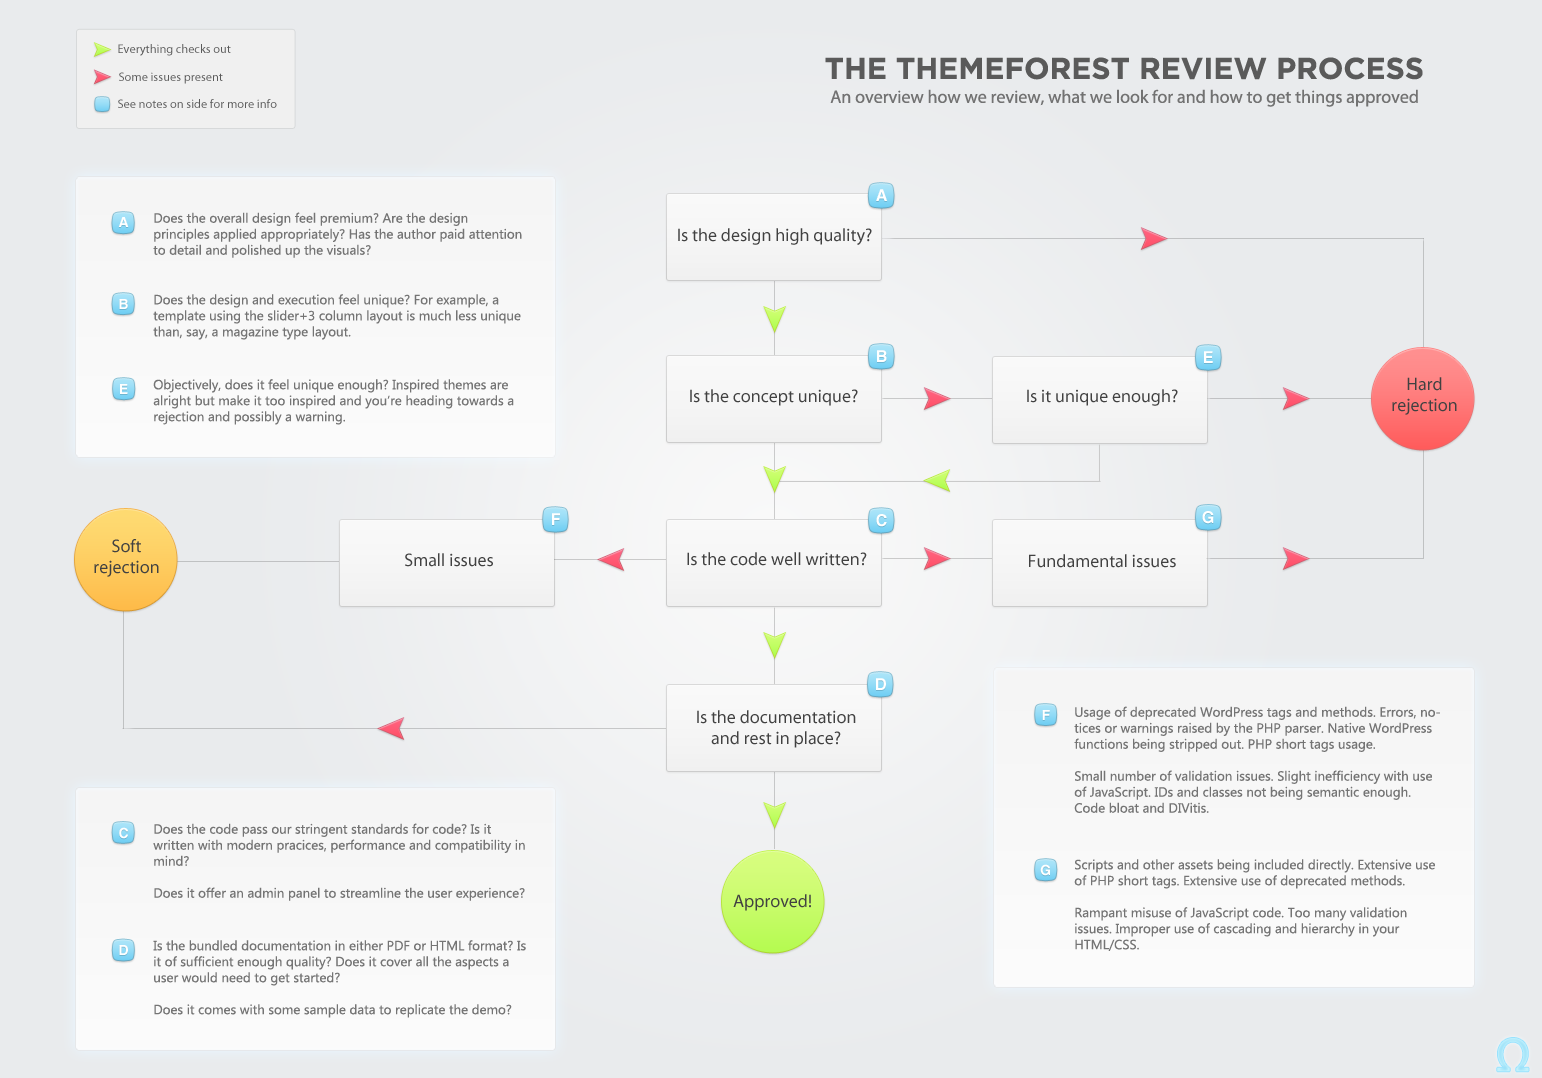 Everything checks out
Some issues present
See notes on side for more info
THE THEMEFOREST REVIEW PROCESS
An overview how we review, what we look for and how to get things approved
A
Does the overall design feel premium? Are the design
principles applied appropriately? Has the author paid attention
to detail and polished up the visuals?
B
Does the design and execution feel unique? For example, a
template using the slider+3 column layout is much less unique
than, say, a magazine type layout.
E
Objectively, does it feel unique enough? Inspired themes are
alright but make it too inspired and you're heading towards a
rejection and possibly a warning.
A
Is the design high quality?
B
Is the concept unique?
E
Is it unique enough?
Hard
rejection
Soft
rejection
F
Small issues
C
Is the code well written?
G
Fundamental issues
D
Is the documentation
and rest in place?
Approved!
C
Does the code pass our stringent standards for code? Is it
written with modern pracices, performance and compatibility in
mind?
Does it offer an admin panel to streamline the user experience?
D
Is the bundled documentation in either PDF or HTML format? Is
it of sufficient enough quality? Does it cover all the aspects a
user would need to get started?
Does it comes with some sample data to replicate the demo?
F
Usage of deprecated WordPress tags and methods. Errors, no-
tices or warnings raised by the PHP parser. Native WordPress
functions being stripped out. PHP short tags usage.
Small number of validation issues. Slight inefficiency with use
of JavaScript. IDs and classes not being semantic enough.
Code bloat and DIVitis.
G
Scripts and other assets being included directly. Extensive use
of PHP short tags. Extensive use of deprecated methods.
Rampant misuse of JavaScript code. Too many validation
issues. Improper use of cascading and hierarchy in your
HTML/CSS.
Ω